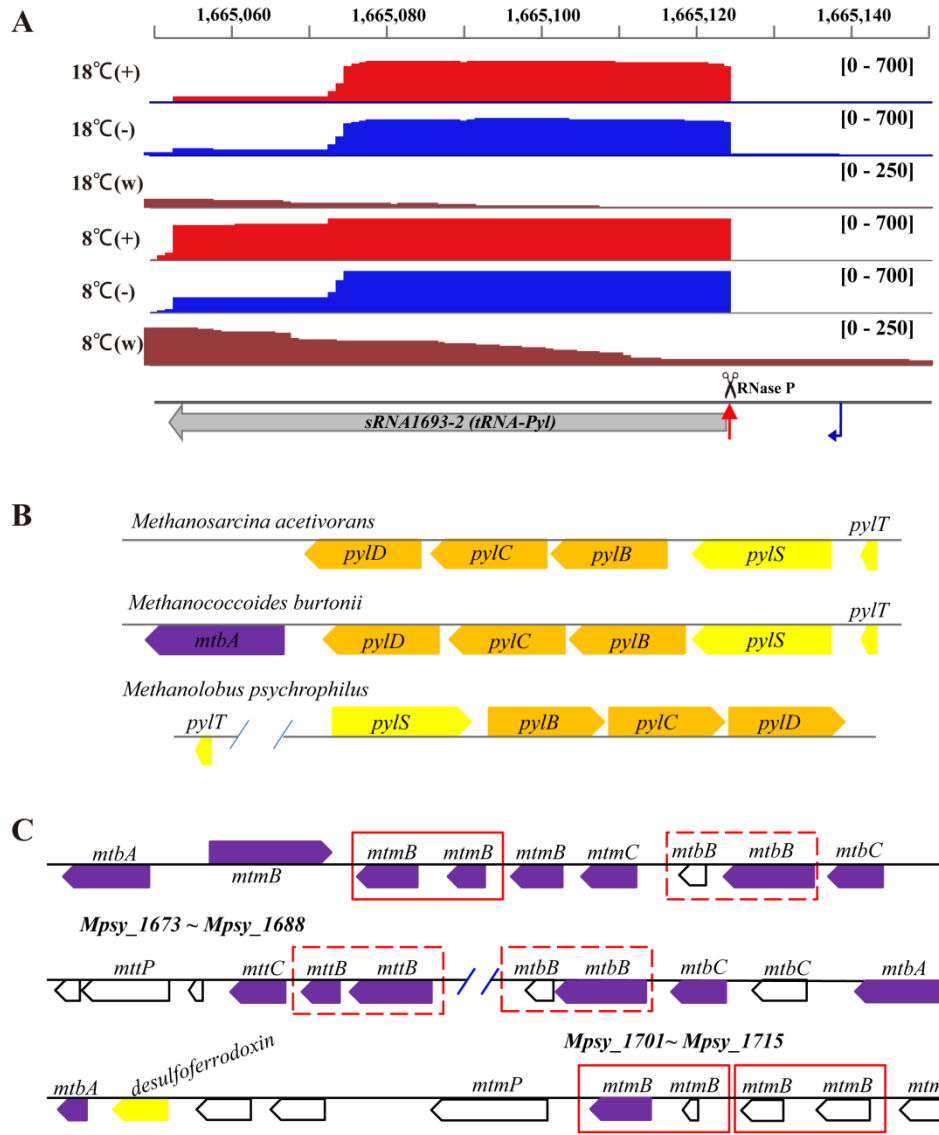 A
1,665,060 1,665,080 1,665,100 1,665,120 1,665,140
18℃(+) [0 - 700]
18℃(-) [0 - 700]
18℃(w) [0 - 250]
8℃(+) [0 - 700]
8℃(-) [0 - 700]
8℃(w) [0 - 250]
RNase P
sRNA1693-2 (tRNA-Pyl)
B
Methanosarcina acetivorans pylT
pylD pylC pylB pylS
Methanococcoides burtonii pylT
mtbA pylD pylC pylB pylS
Methanolobus psychrophilus
pylT pylS pylB pylC pylD
C
mtbA mtmB mtmB mtmB mtmC mtbB mtbB mtbC
mtmB
Mpsy_1673 ~ Mpsy_1688
mttP mttC mttB mttB mtbB mtbB mtbC mtbC mtbA
Mpsy_1701~ Mpsy_1715
mtbA desulfoferrodoxin mtmP mtmB mtmB mtmB mtmB mtm